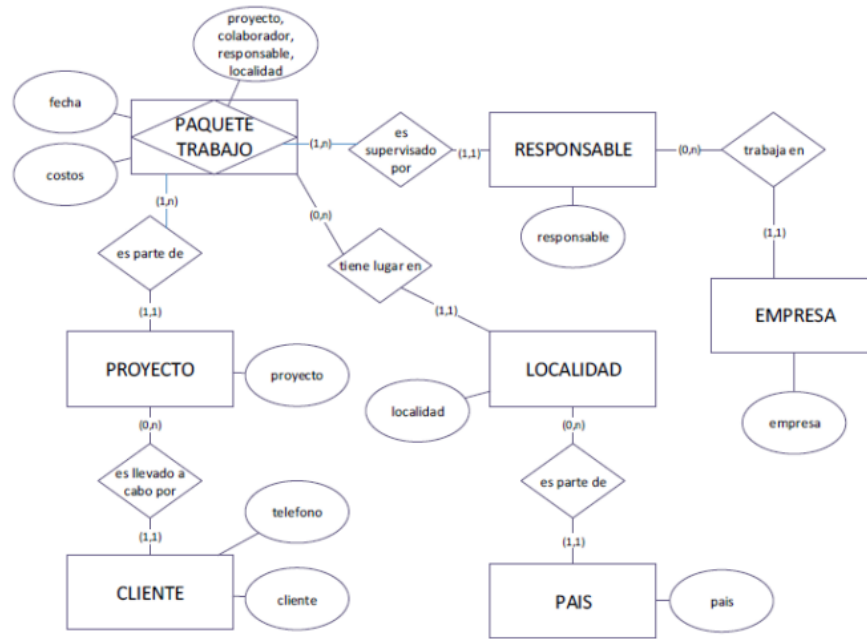 proyecto,
colaborador,
responsable,
localidad
fecha
costos
PAQUETE
TRABAJO
(1,n)
es
supervisado
por
(1,1)
RESPONSABLE
(0,n)
trabaja en
responsable
(1,1)
(1,n)
(0,n)
es parte de
tiene lugar en
(1,1)
(1,1)
EMPRESA
PROYECTO
proyecto
LOCALIDAD
localidad
empresa
(0,n)
(0,n)
es llevado a
cabo por
es parte de
telefono
(1,1)
(1,1)
CLIENTE
cliente
PAIS
pais